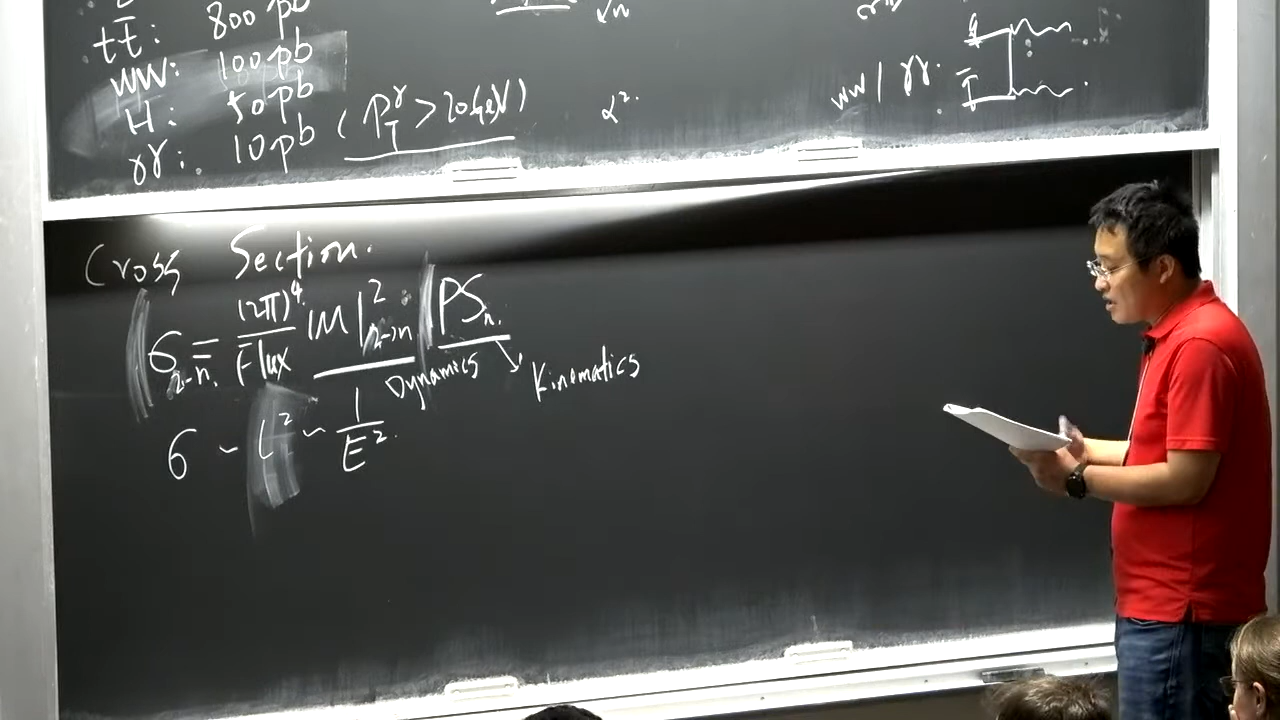 tt̄: 800 pb
WW: 100 pb
H: 50 pb
γγ: 10 pb (P_T^γ > 20 GeV) α².
WW / γγ:
Cross Section.
σ_{2→n} = (2π)⁴/Flux |M|²_{2→n} · PS_n.
Dynamics
Kinematics
σ ~ L² ~ 1/E².